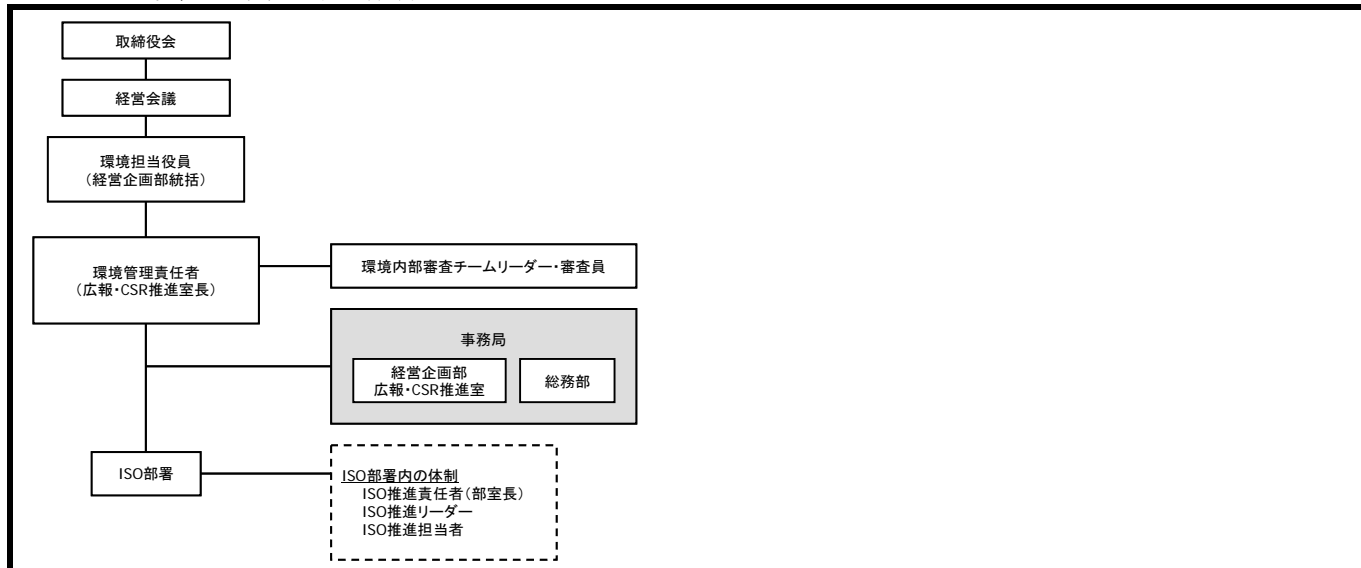 取締役会
経営会議
環境担当役員
（経営企画部統括）
環境管理責任者
（広報・CSR推進室長）
環境内部審査チームリーダー・審査員
事務局
経営企画部
広報・CSR推進室
総務部
ISO部署
ISO部署内の体制
ISO推進責任者（部室長）
ISO推進リーダー
ISO推進担当者